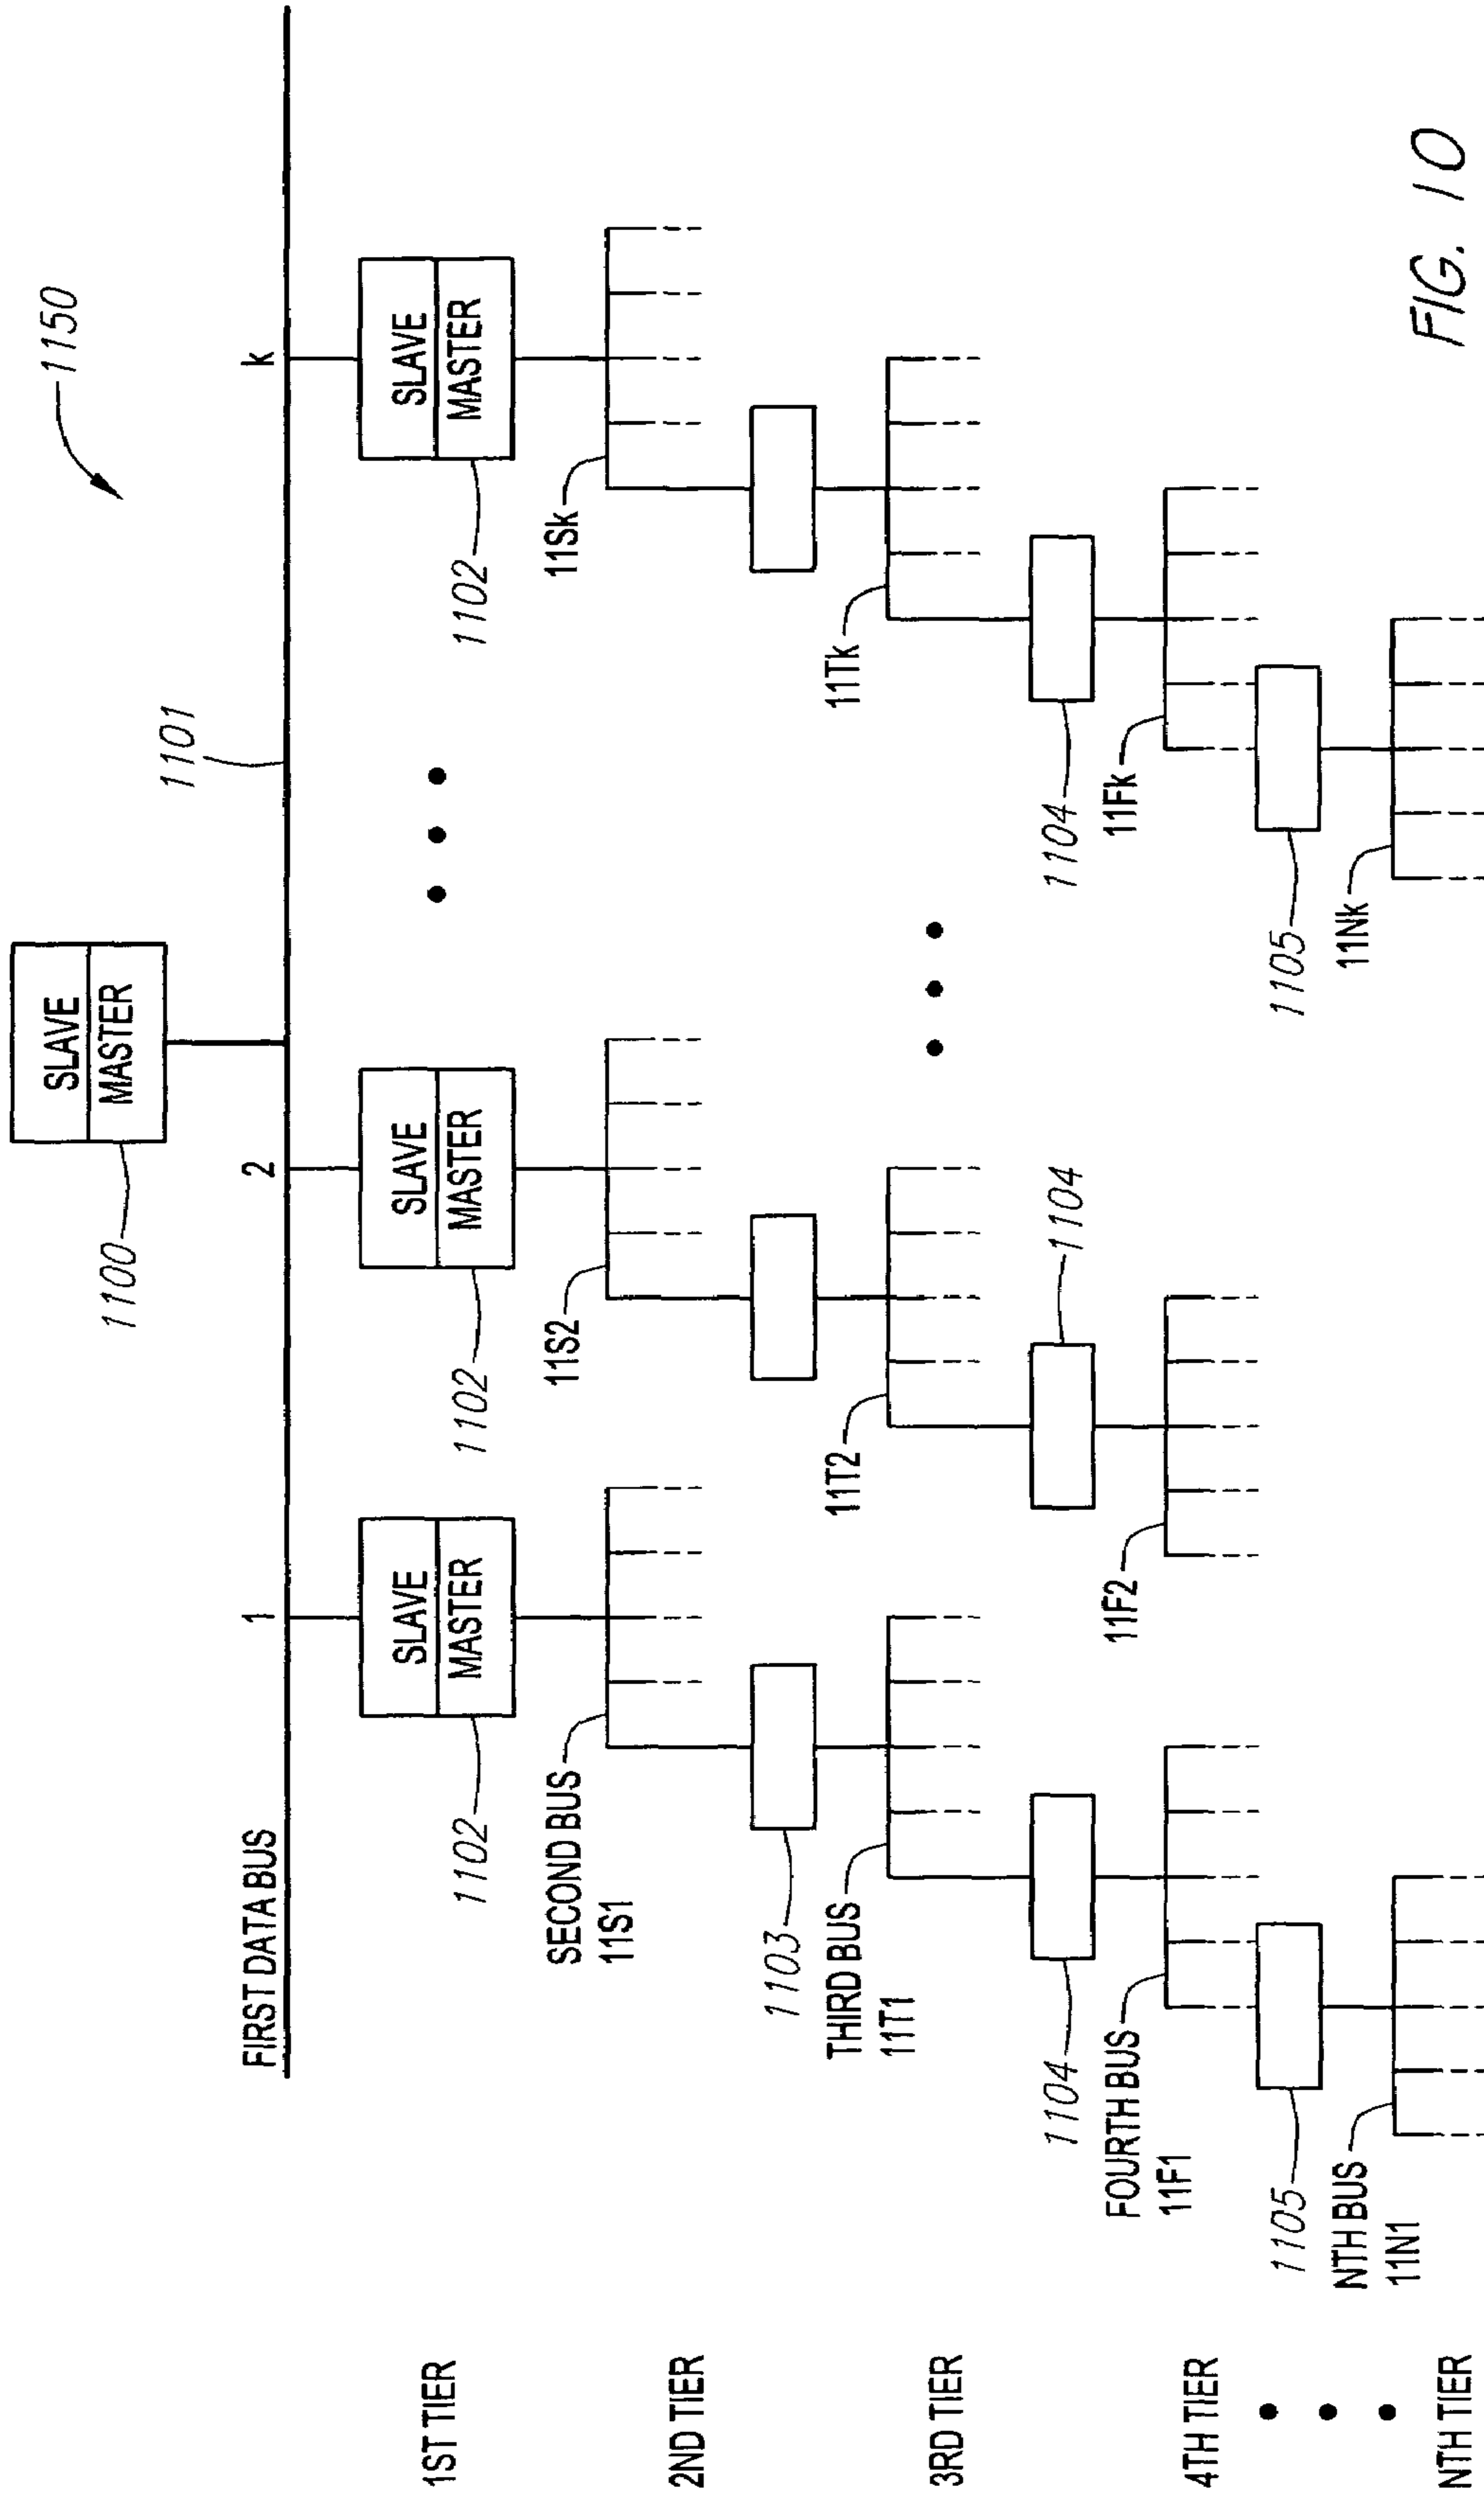 1150
SLAVE
MASTER
1100
1101
FIRST DATA BUS
1
2
k
1ST TIER
SLAVE
MASTER
1102
SLAVE
MASTER
1102
SLAVE
MASTER
1102
SECOND BUS
11S1
11S2
11Sk
2ND TIER
1103
THIRD BUS
11T1
11T2
11Tk
3RD TIER
1104
1104
1104
FOURTH BUS
11F1
11F2
11Fk
4TH TIER
1105
1105
NTH BUS
11N1
11Nk
NTH TIER
FIG. 10